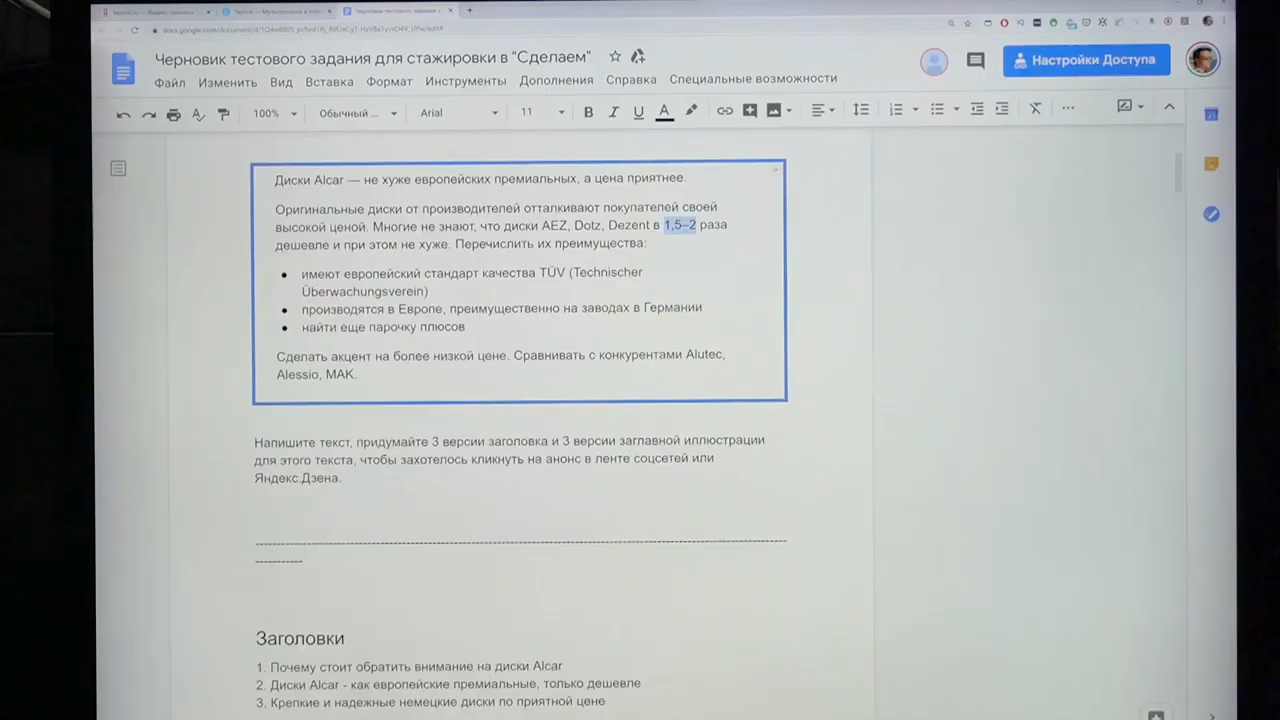 Черновик тестового задания для стажировки в "Сделаем"
Настройки Доступа
Файл Изменить Вид Вставка Формат Инструменты Дополнения Справка Специальные возможности
100% Обычный ... Arial 11 B I U A
Диски Alcar — не хуже европейских премиальных, а цена приятнее.
Оригинальные диски от производителей отталкивают покупателей своей
высокой ценой. Многие не знают, что диски AEZ, Dotz, Dezent в 1,5–2 раза
дешевле и при этом не хуже. Перечислить их преимущества:
● имеют европейский стандарт качества TÜV (Technischer
Überwachungsverein)
● производятся в Европе, преимущественно на заводах в Германии
● найти еще парочку плюсов
Сделать акцент на более низкой цене. Сравнивать с конкурентами Alutec,
Alessio, MAK.
Напишите текст, придумайте 3 версии заголовка и 3 версии заглавной иллюстрации
для этого текста, чтобы захотелось кликнуть на анонс в ленте соцсетей или
Яндекс.Дзена.
Заголовки
1. Почему стоит обратить внимание на диски Alcar
2. Диски Alcar - как европейские премиальные, только дешевле
3. Крепкие и надежные немецкие диски по приятной цене